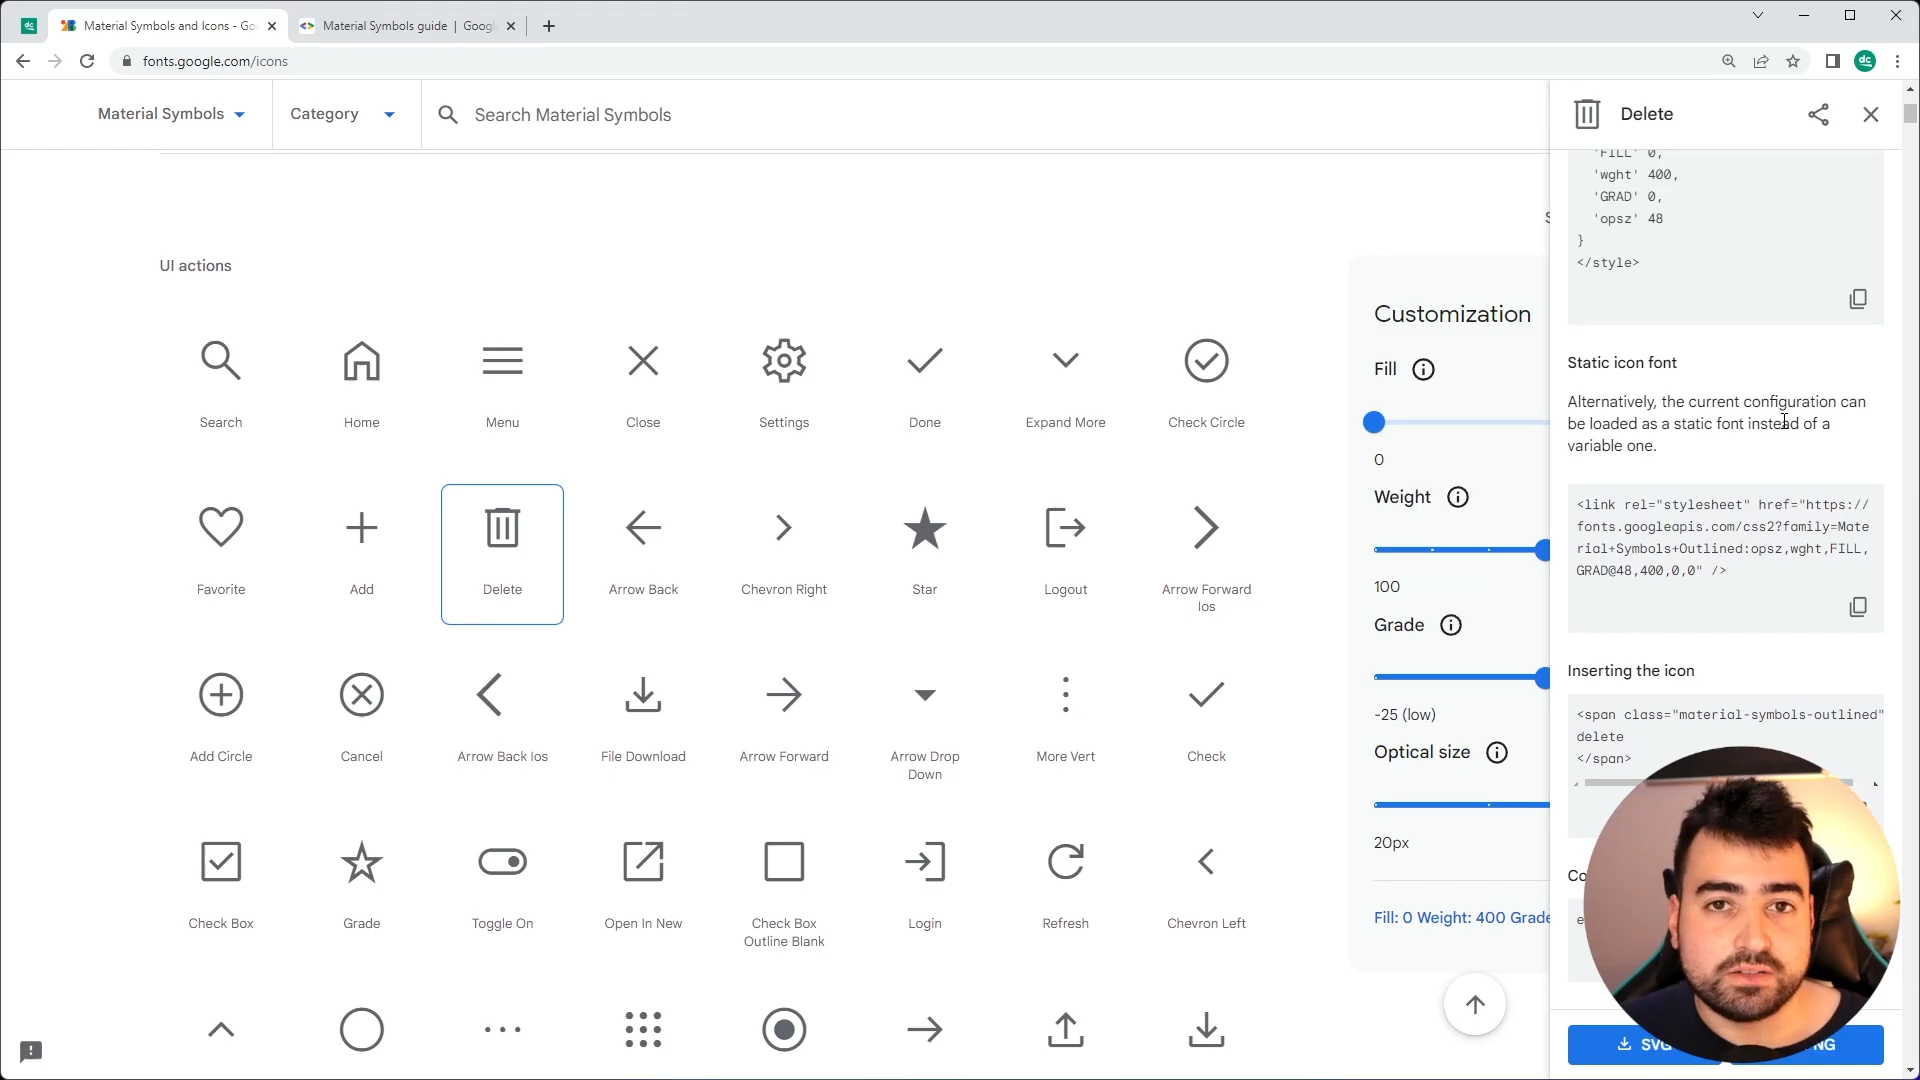 Material Symbols and Icons - Go
Material Symbols guide | Googl
fonts.google.com/icons
Material Symbols
Category
Search Material Symbols
Delete
UI actions
Search
Home
Menu
Close
Settings
Done
Expand More
Check Circle
Favorite
Add
Delete
Arrow Back
Chevron Right
Star
Logout
Arrow Forward
Ios
Add Circle
Cancel
Arrow Back Ios
File Download
Arrow Forward
Arrow Drop
Down
More Vert
Check
Check Box
Grade
Toggle On
Open In New
Check Box
Outline Blank
Login
Refresh
Chevron Left
Customization
Fill
0
Weight
100
Grade
-25 (low)
Optical size
20px
Fill: 0 Weight: 400 Grade
'FILL' 0,
'wght' 400,
'GRAD' 0,
'opsz' 48
}
</style>
Static icon font
Alternatively, the current configuration can
be loaded as a static font instead of a
variable one.
<link rel="stylesheet" href="https://
fonts.googleapis.com/css2?family=Mate
rial+Symbols+Outlined:opsz,wght,FILL,
GRAD@48,400,0,0" />
Inserting the icon
<span class="material-symbols-outlined"
delete
</span>
Co
e
SVG
NG